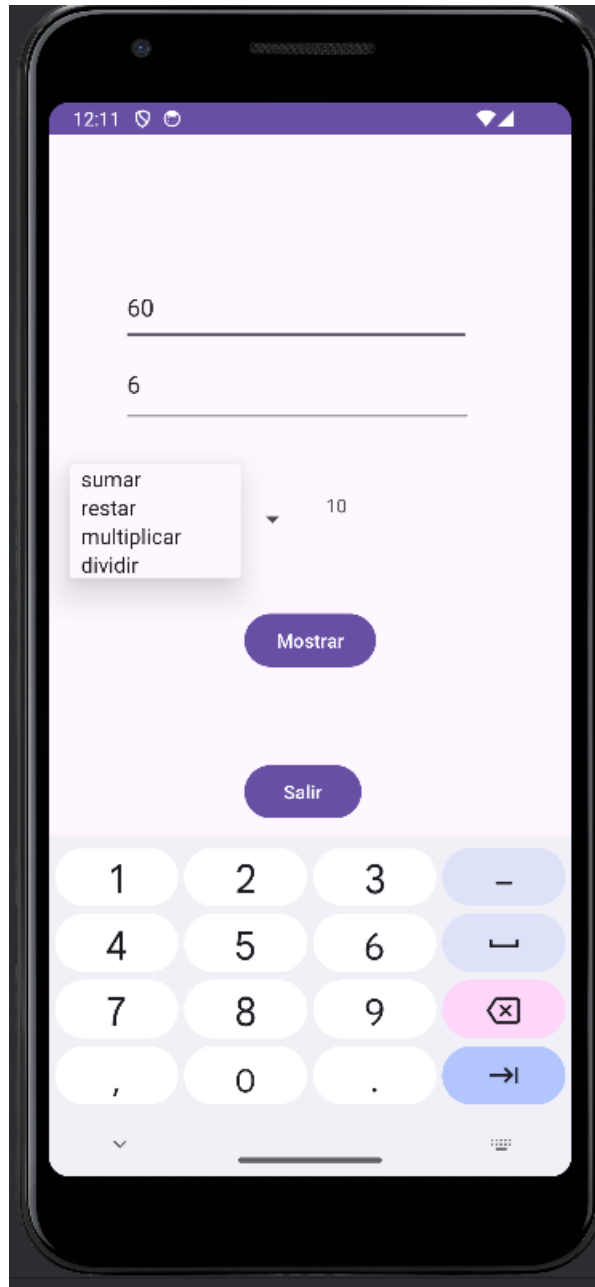 12:11
60
6
sumar
restar
multiplicar
dividir
10
Mostrar
Salir
1 2 3 –
4 5 6
7 8 9
, 0 .